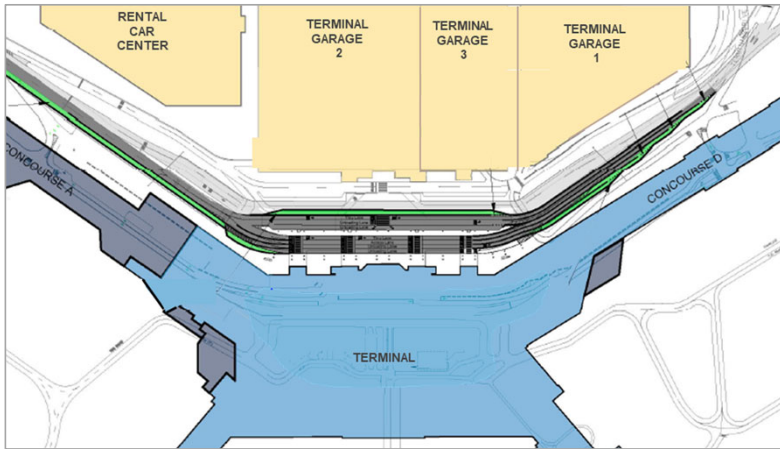 RENTAL
CAR
CENTER
TERMINAL
GARAGE
2
TERMINAL
GARAGE
3
TERMINAL
GARAGE
1
CONCOURSE A
CONCOURSE D
TERMINAL